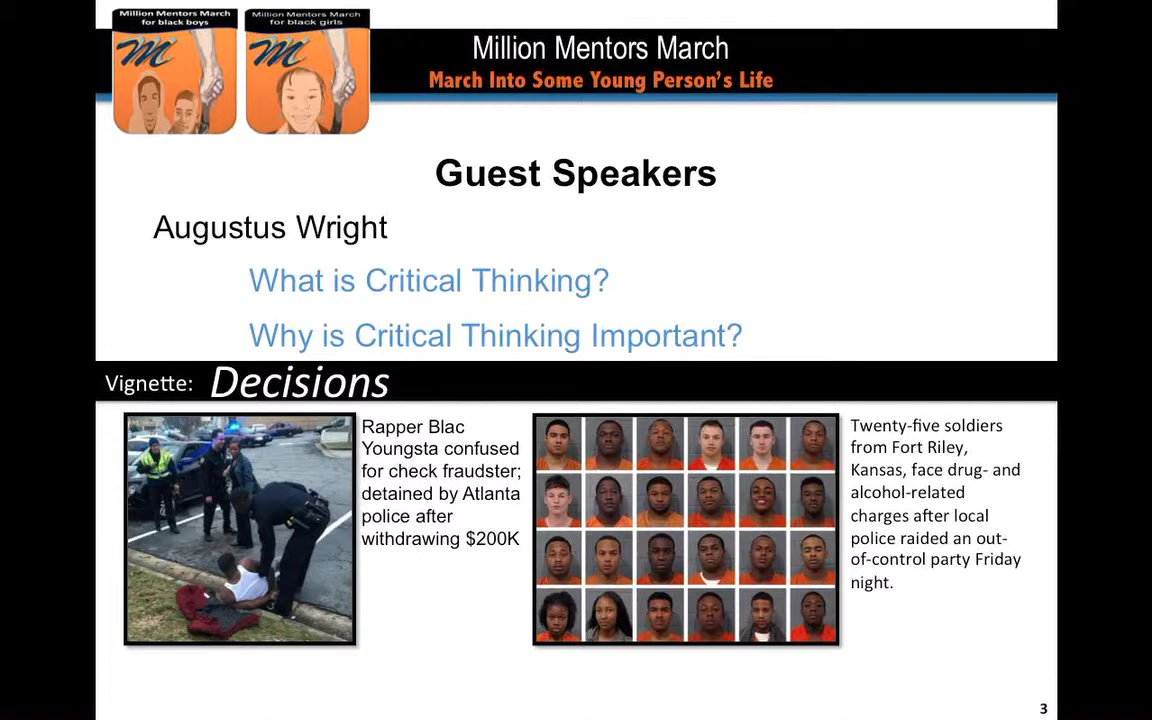 Million Mentors March
for black boys
Million Mentors March
for black girls
M
M
Million Mentors March
March Into Some Young Person's Life
Guest Speakers
Augustus Wright
What is Critical Thinking?
Why is Critical Thinking Important?
Vignette: Decisions
Rapper Blac
Youngsta confused
for check fraudster;
detained by Atlanta
police after
withdrawing $200K
Twenty-five soldiers
from Fort Riley,
Kansas, face drug- and
alcohol-related
charges after local
police raided an out-
of-control party Friday
night.
3